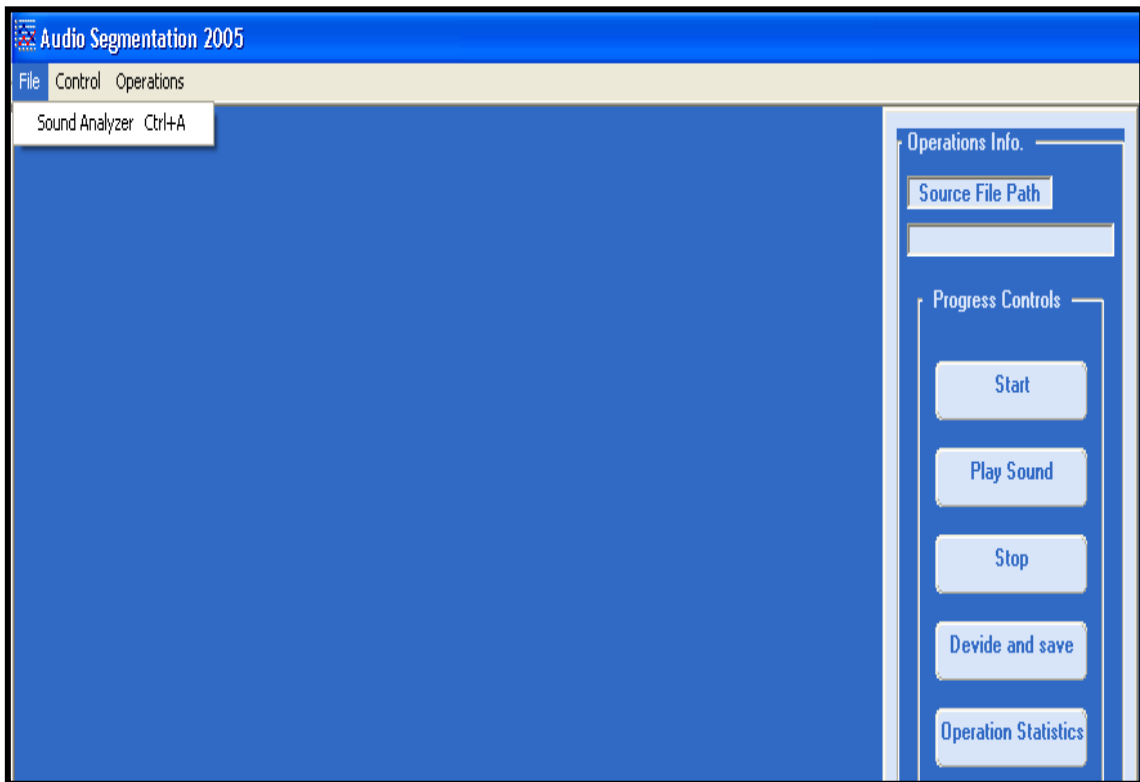 Audio Segmentation 2005
File Control Operations
Sound Analyzer Ctrl+A
Operations Info.
Source File Path
Progress Controls
Start
Play Sound
Stop
Devide and save
Operation Statistics